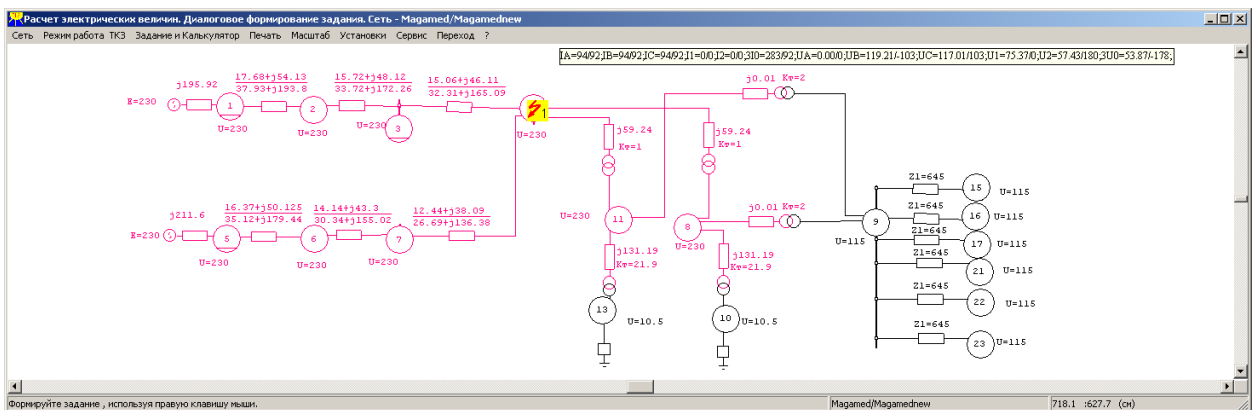 Расчет электрических величин. Диалоговое формирование задания. Сеть - Magamed/Magamednew
Сеть Режим работа ТКЗ Задание и Калькулятор Печать Масштаб Установки Сервис Переход ?
IA=94/92;IB=94/92;IC=94/92;I1=0/0;I2=0/0;3I0=283/92;UA=0.00/0;UB=119.21/-103;UC=117.01/103;U1=75.37/0;U2=57.43/180;3U0=53.87/-178;
j195.92 17.68+j54.13 15.72+j48.12 15.06+j46.11 j0.01 Кт=2
37.93+j193.8 33.72+j172.26 32.31+j165.09
E=230 1 2 3 1
U=230 U=230 U=230 U=230
j59.24 j59.24
Кт=1 Кт=1
Z1=645 15 U=115
j211.6 16.37+j50.125 14.14+j43.3 12.44+j38.09 U=230 11 j0.01 Кт=2 Z1=645 16 U=115
35.12+j179.44 30.34+j155.02 26.69+j136.38
E=230 5 6 7 8 9 Z1=645 17 U=115
U=230 U=230 U=230 U=230 U=115
j131.19 j131.19 Z1=645 21 U=115
Кт=21.9 Кт=21.9
Z1=645 22 U=115
13 U=10.5 10 U=10.5
Z1=645 23 U=115
Формируйте задание , используя правую клавишу мыши. Magamed/Magamednew 718.1 :627.7 (см)